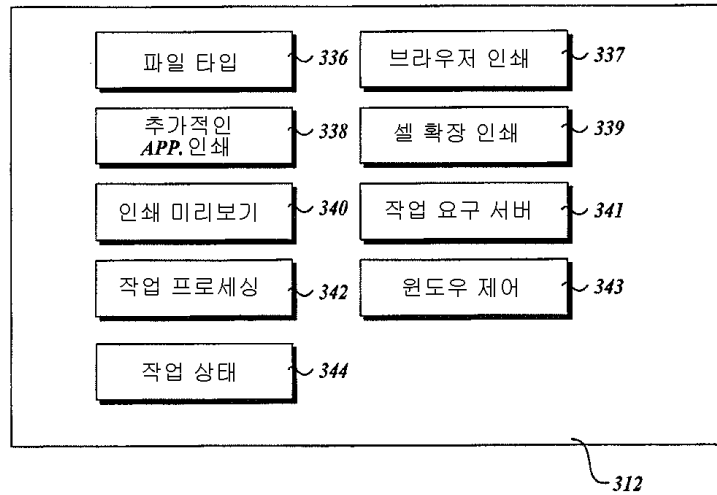 파일 타입
336
브라우저 인쇄
337
추가적인
APP. 인쇄
338
셀 확장 인쇄
339
인쇄 미리보기
340
작업 요구 서버
341
작업 프로세싱
342
윈도우 제어
343
작업 상태
344
312